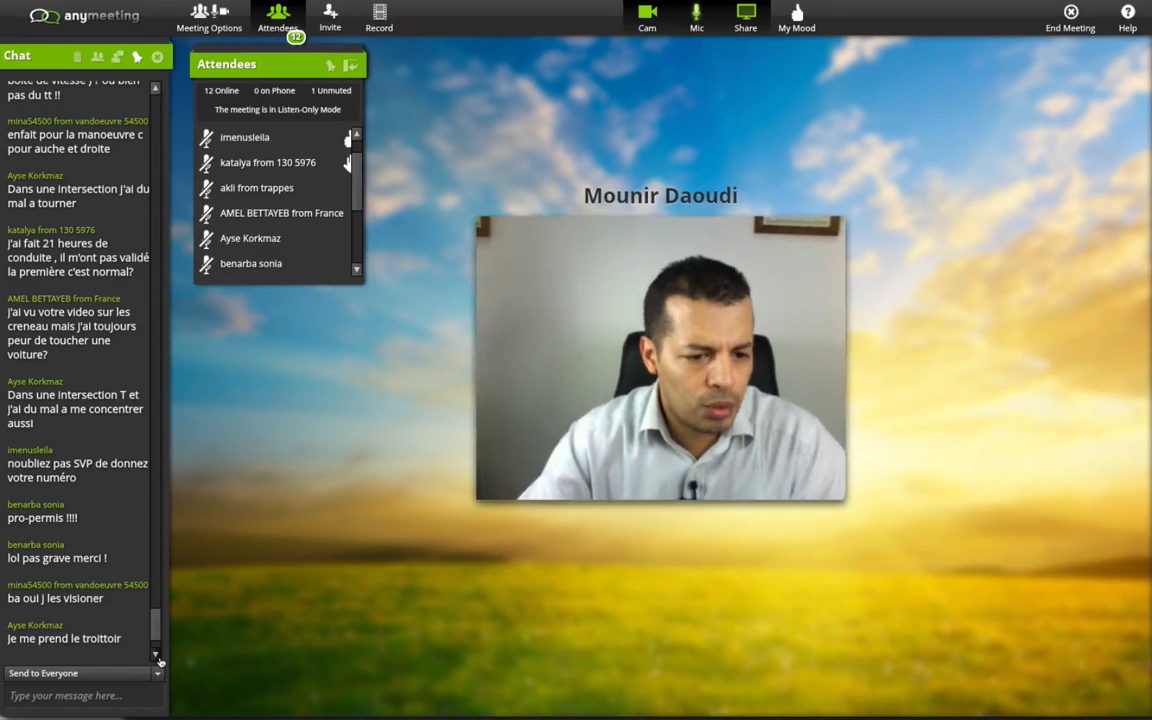 anymeeting
Meeting Options
Attendees
12
Invite
Record
Cam
Mic
Share
My Mood
End Meeting
Help
Chat
pas du tt !!
mina54500 from vandoeuvre 54500
enfait pour la manoeuvre c
pour auche et droite
Ayse Korkmaz
Dans une intersection j'ai du
mal a tourner
katalya from 130 5976
j'ai fait 21 heures de
conduite , il m'ont pas validé
la première c'est normal?
AMEL BETTAYEB from France
j'ai vu votre video sur les
creneau mais j'ai toujours
peur de toucher une
voiture?
Ayse Korkmaz
Dans une intersection T et
j'ai du mal a me concentrer
aussi
imenusleila
noubliez pas SVP de donnez
votre numéro
benarba sonia
pro-permis !!!!
benarba sonia
lol pas grave merci !
mina54500 from vandoeuvre 54500
ba oui j les visioner
Ayse Korkmaz
Je me prend le troittoir
Send to Everyone
Type your message here...
Attendees
12 Online 0 on Phone 1 Unmuted
The meeting is in Listen-Only Mode
imenusleila
katalya from 130 5976
akli from trappes
AMEL BETTAYEB from France
Ayse Korkmaz
benarba sonia
Mounir Daoudi